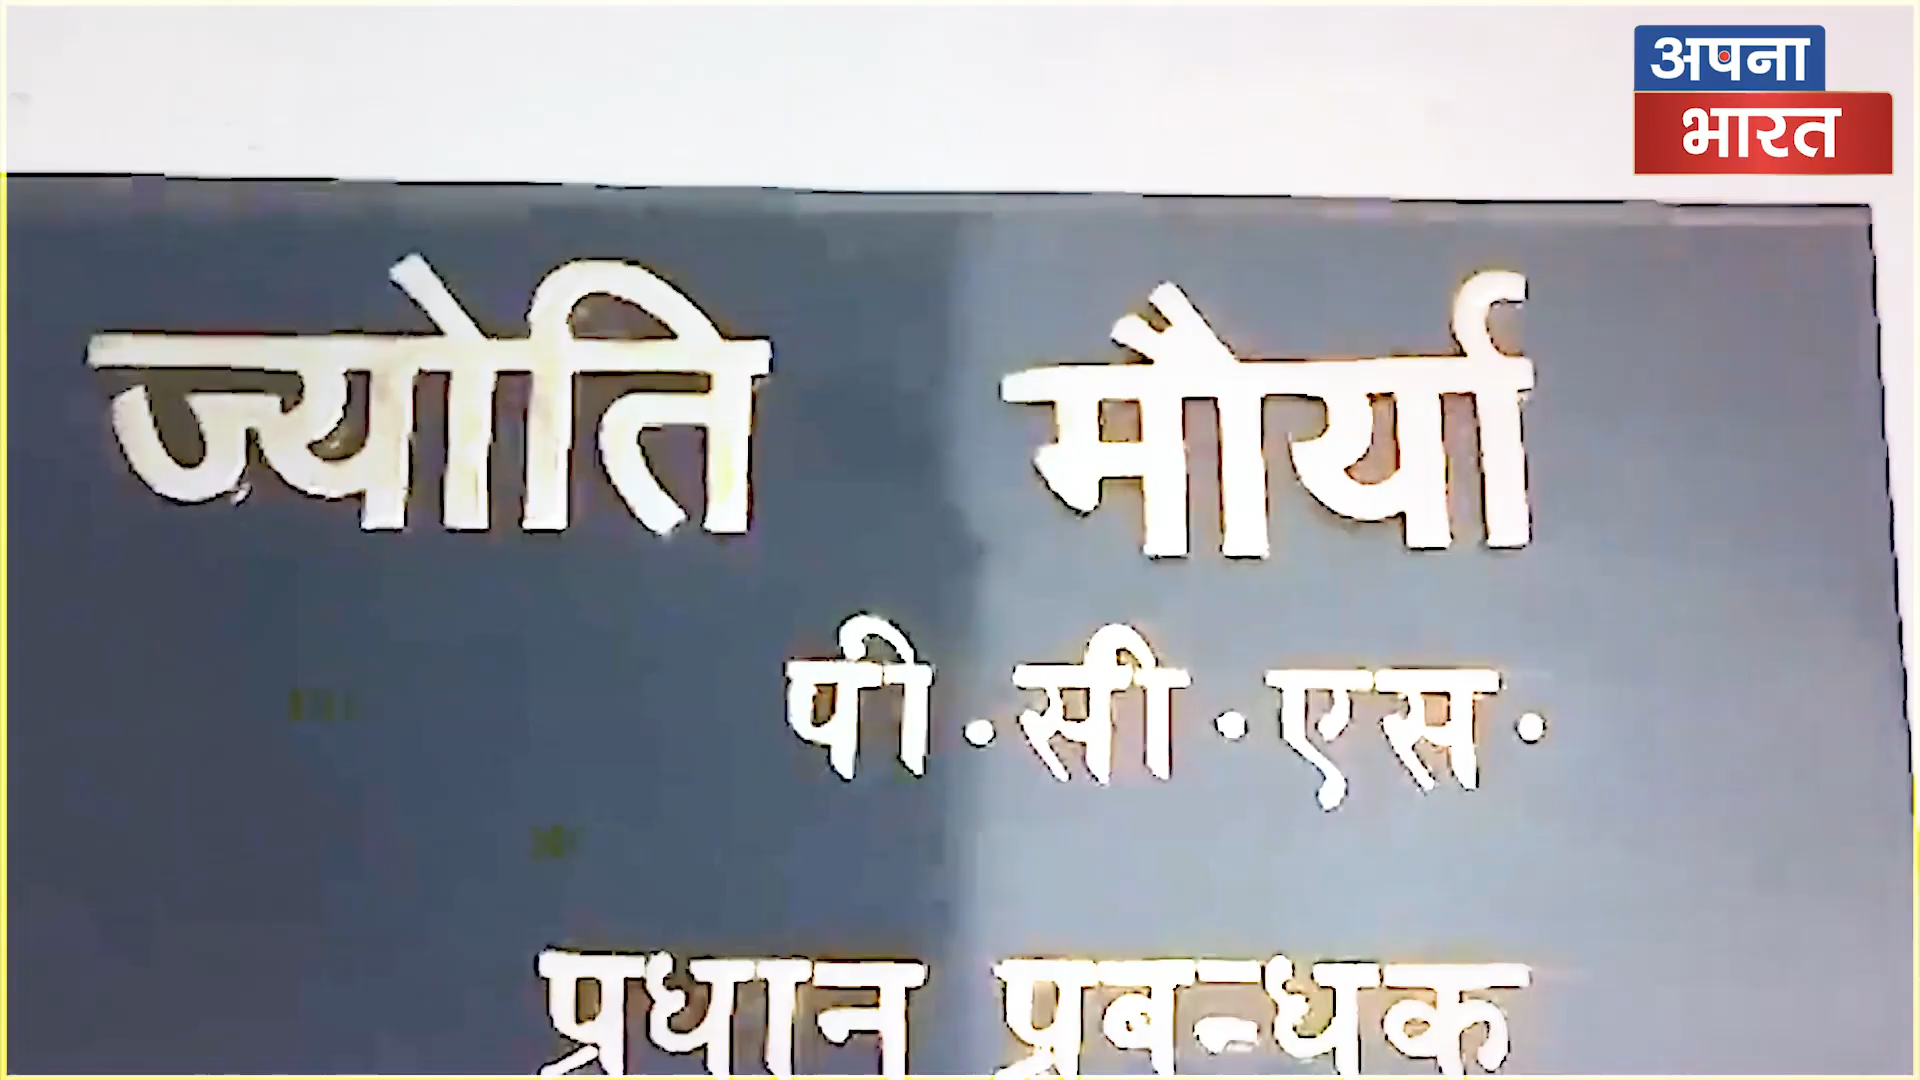 अपना
भारत
ज्योति मौर्या
पी.सी.एस.
प्रधान प्रबन्धक